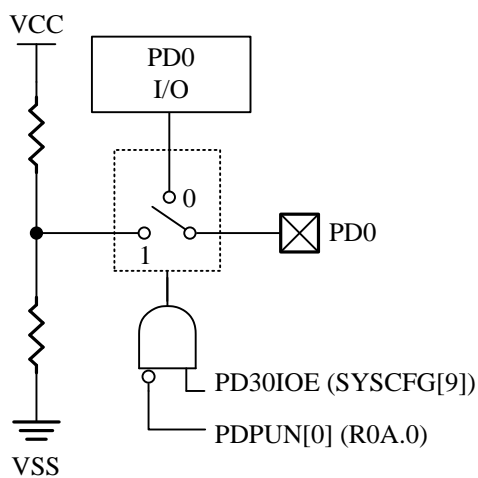 VCC
PD0
I/O
0
1
PD0
PD30IOE (SYSCFG[9])
PDPUN[0] (R0A.0)
VSS